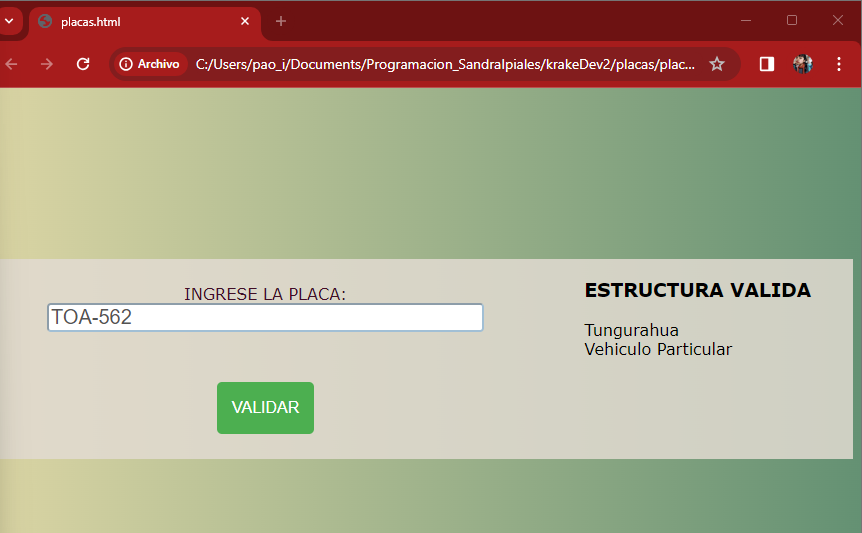 placas.html
Archivo
C:/Users/pao_i/Documents/Programacion_SandraIpiales/krakeDev2/placas/plac...
INGRESE LA PLACA:
TOA-562
VALIDAR
ESTRUCTURA VALIDA
Tungurahua
Vehiculo Particular